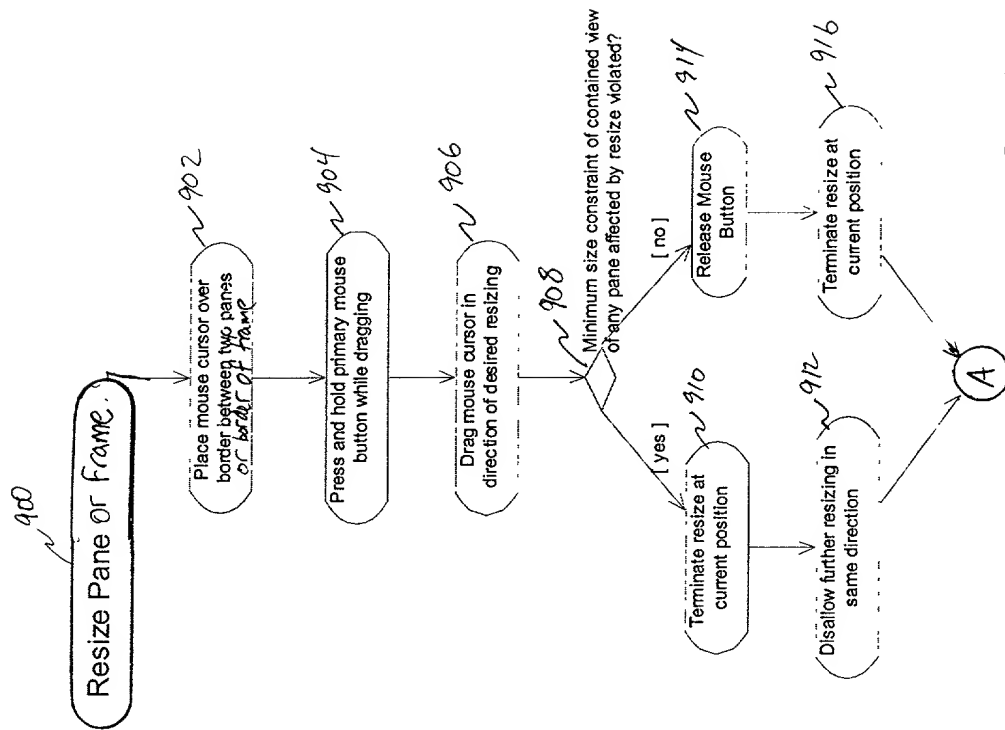 900
Resize Pane or Frame.
902
Place mouse cursor over
border between two panes
or border of frame
904
Press and hold primary mouse
button while dragging
906
Drag mouse cursor in
direction of desired resizing
908
Minimum size constraint of contained view
of any pane affected by resize violated?
[ yes ]
[ no ]
910
Terminate resize at
current position
914
Release Mouse
Button
912
Disallow further resizing in
same direction
916
Terminate resize at
current position
A